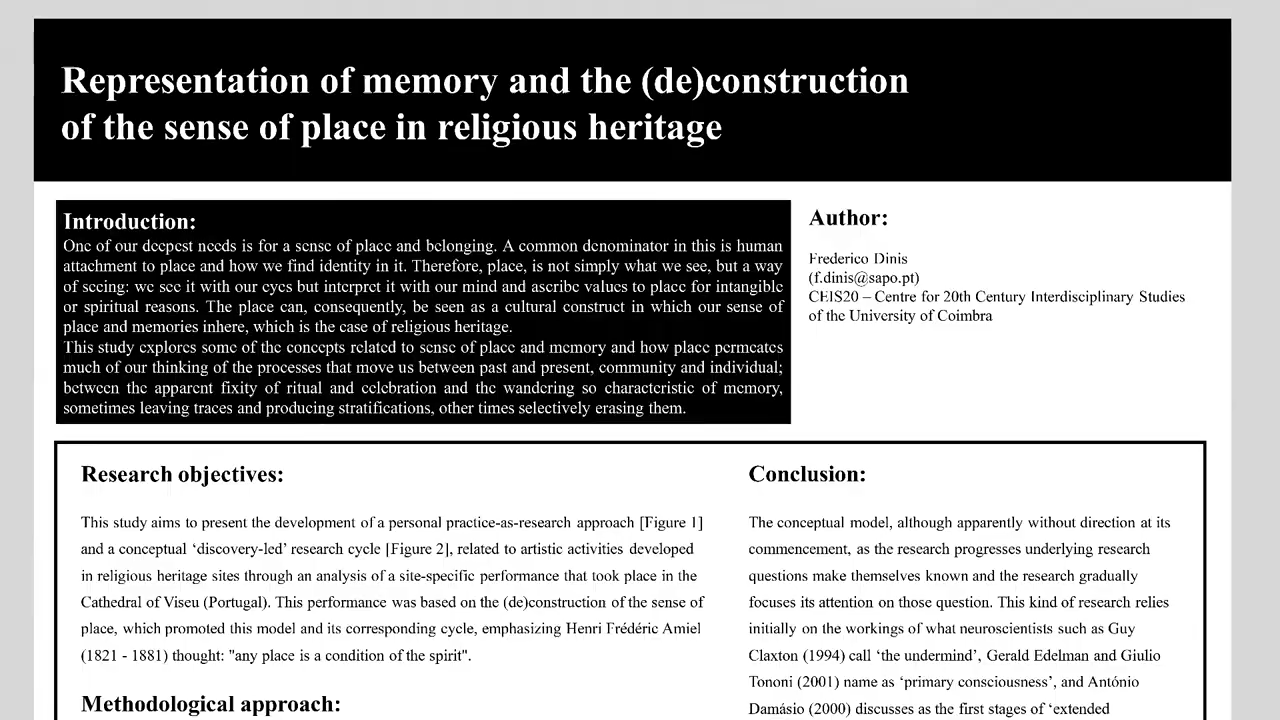 Representation of memory and the (de)construction
of the sense of place in religious heritage
Introduction:
One of our deepest needs is for a sense of place and belonging. A common denominator in this is human
attachment to place and how we find identity in it. Therefore, place, is not simply what we see, but a way
of seeing: we see it with our eyes but interpret it with our mind and ascribe values to place for intangible
or spiritual reasons. The place can, consequently, be seen as a cultural construct in which our sense of
place and memories inhere, which is the case of religious heritage.
This study explores some of the concepts related to sense of place and memory and how place permeates
much of our thinking of the processes that move us between past and present, community and individual;
between the apparent fixity of ritual and celebration and the wandering so characteristic of memory,
sometimes leaving traces and producing stratifications, other times selectively erasing them.
Author:
Frederico Dinis
(f.dinis@sapo.pt)
CEIS20 – Centre for 20th Century Interdisciplinary Studies
of the University of Coimbra
Research objectives:
This study aims to present the development of a personal practice-as-research approach [Figure 1]
and a conceptual ‘discovery-led’ research cycle [Figure 2], related to artistic activities developed
in religious heritage sites through an analysis of a site-specific performance that took place in the
Cathedral of Viseu (Portugal). This performance was based on the (de)construction of the sense of
place, which promoted this model and its corresponding cycle, emphasizing Henri Frédéric Amiel
(1821 - 1881) thought: "any place is a condition of the spirit".
Methodological approach:
Conclusion:
The conceptual model, although apparently without direction at its
commencement, as the research progresses underlying research
questions make themselves known and the research gradually
focuses its attention on those question. This kind of research relies
initially on the workings of what neuroscientists such as Guy
Claxton (1994) call ‘the undermind’, Gerald Edelman and Giulio
Tononi (2001) name as ‘primary consciousness’, and António
Damásio (2000) discusses as the first stages of ‘extended